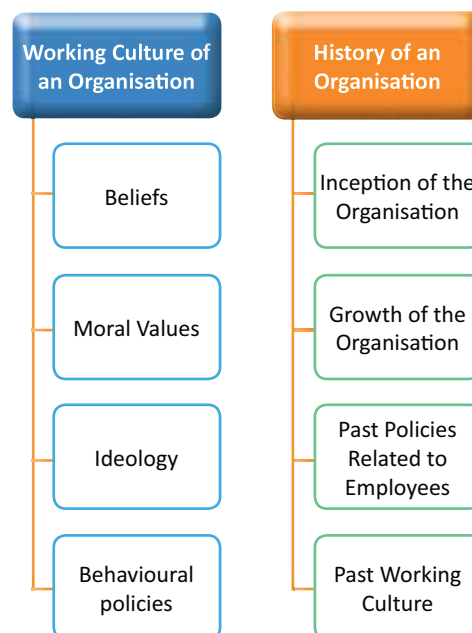 Working Culture of
an Organisation
Beliefs
Moral Values
Ideology
Behavioural
policies
History of an
Organisation
Inception of the
Organisation
Growth of the
Organisation
Past Policies
Related to
Employees
Past Working
Culture